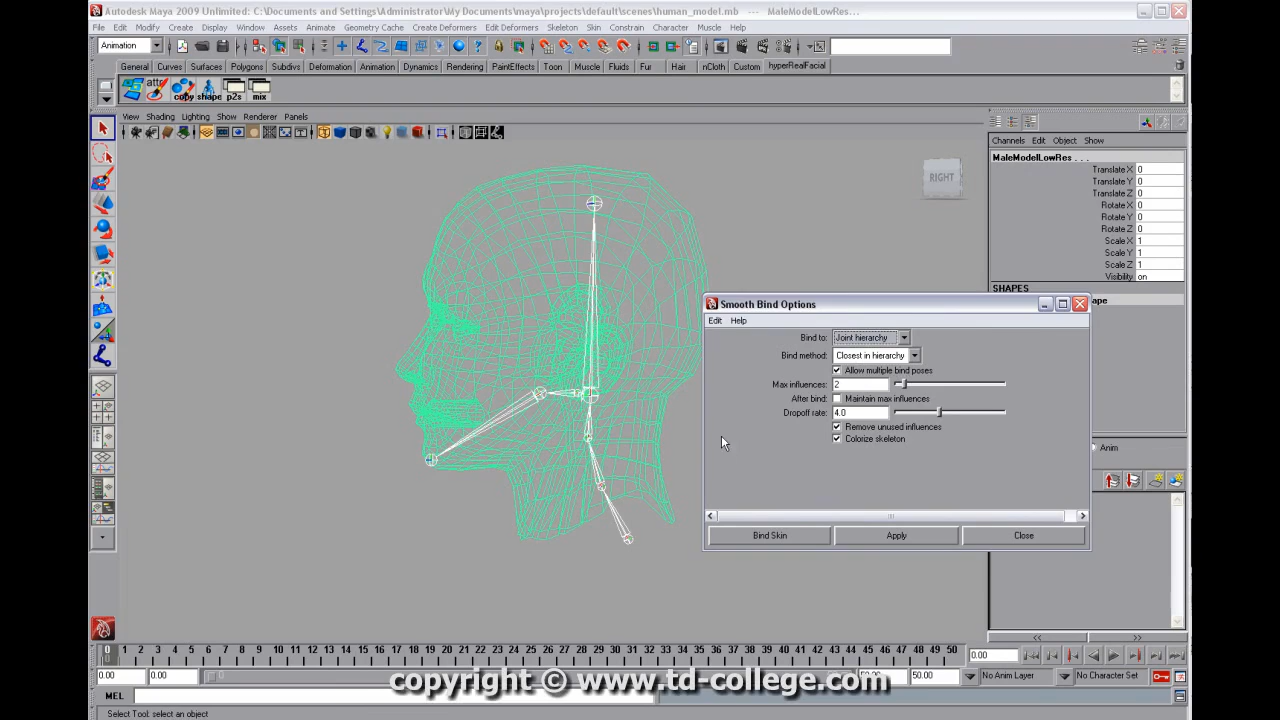 Autodesk Maya 2009 Unlimited: C:\Documents and Settings\Administrator\My Documents\maya\projects\default\scenes\human_model.mb --- MaleModelLowRes...
File Edit Modify Create Display Window Assets Animate Geometry Cache Create Deformers Edit Deformers Skeleton Skin Constrain Character Muscle Help
Animation
General Curves Surfaces Polygons Subdivs Deformation Animation Dynamics Rendering PaintEffects Toon Muscle Fluids Fur Hair nCloth Custom hyperRealFacial
attr
copy shape p2s mix
View Shading Lighting Show Renderer Panels
RIGHT
Channels Edit Object Show
MaleModelLowRes . . .
Translate X 0
Translate Y 0
Translate Z 0
Rotate X 0
Rotate Y 0
Rotate Z 0
Scale X 1
Scale Y 1
Scale Z 1
Visibility on
SHAPES
ape
Smooth Bind Options
Edit Help
Bind to: Joint hierarchy
Bind method: Closest in hierarchy
Allow multiple bind poses
Max influences: 2
After bind: Maintain max influences
Dropoff rate: 4.0
Remove unused influences
Colorize skeleton
Bind Skin Apply Close
Anim
<< >>
0 1 2 3 4 5 6 7 8 9 10 11 12 13 14 15 16 17 18 19 20 21 22 23 24 25 26 27 28 29 30 31 32 33 34 35 36 37 38 39 40 41 42 43 44 45 46 47 48 49 50 0.00
0.00 0.00 50.00 No Anim Layer No Character Set
copyright © www.td-college.com
MEL
Select Tool: select an object